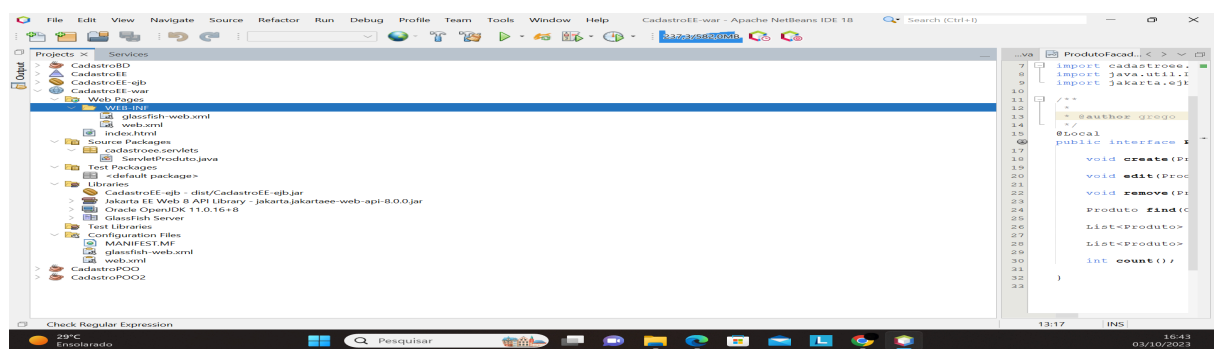 File Edit View Navigate Source Refactor Run Debug Profile Team Tools Window Help CadastroEE-war - Apache NetBeans IDE 18 Search (Ctrl+I)
Projects × Services
Output
CadastroBD
CadastroEE
CadastroEE-ejb
CadastroEE-war
Web Pages
WEB-INF
glassfish-web.xml
web.xml
index.html
Source Packages
cadastroee.servlets
ServletProduto.java
Test Packages
<default package>
Libraries
CadastroEE-ejb - dist/CadastroEE-ejb.jar
Jakarta EE Web 8 API Library - jakarta.jakartaee-web-api-8.0.0.jar
Oracle OpenJDK 11.0.16+8
GlassFish Server
Test Libraries
Configuration Files
MANIFEST.MF
glassfish-web.xml
web.xml
CadastroPOO
CadastroPOO2
...va ProdutoFacad...
7 import cadastroee.
8 import java.util.
9 import jakarta.ejb
10
11 /**
12 *
13 * @author grego
14 */
15 @Local
public interface
17
18 void create(Pr
19
20 void edit(Prod
21
22 void remove(Pr
23
24 Produto find(
25
26 List<Produto>
27
28 List<Produto>
29
30 int count();
31
32 }
33
Check Regular Expression 13:17 INS
29°C
Ensolarado
Pesquisar
16:43
03/10/2023